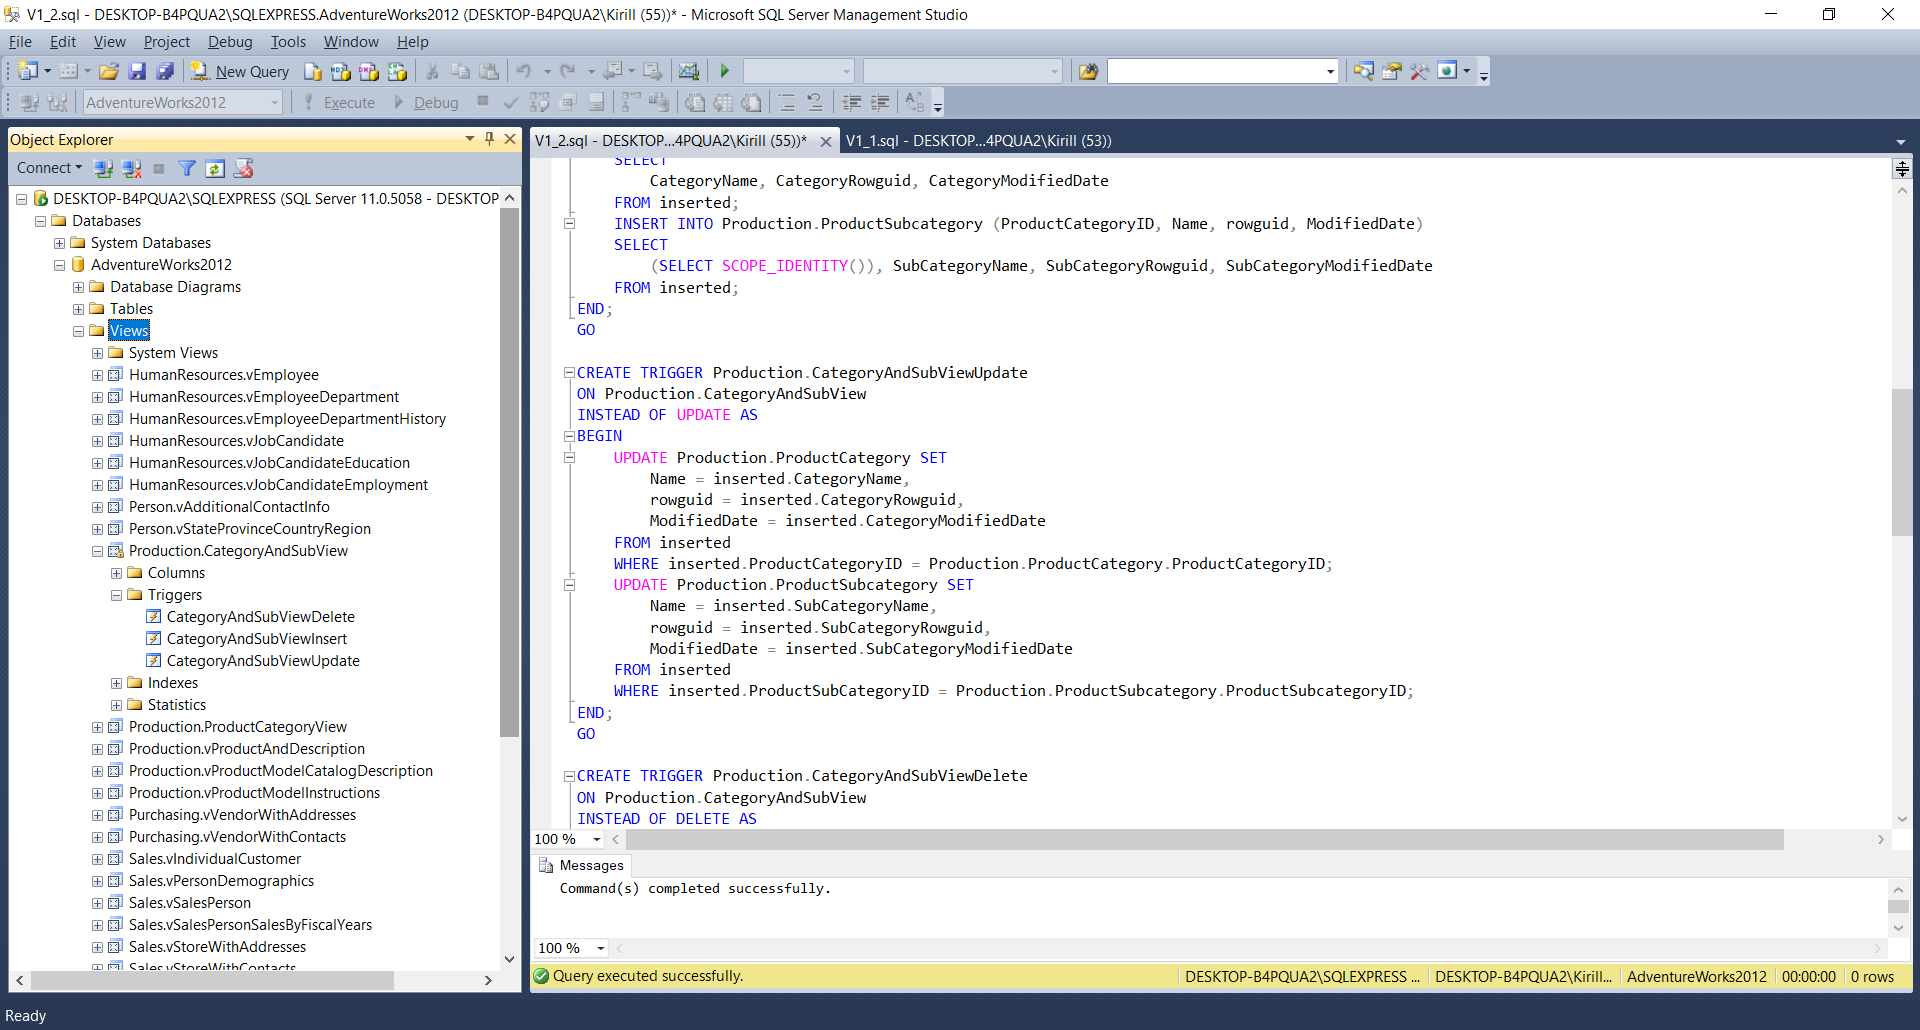 V1_2.sql - DESKTOP-B4PQUA2\SQLEXPRESS.AdventureWorks2012 (DESKTOP-B4PQUA2\Kirill (55))* - Microsoft SQL Server Management Studio
File Edit View Project Debug Tools Window Help
New Query
AdventureWorks2012 Execute Debug
Object Explorer
Connect
DESKTOP-B4PQUA2\SQLEXPRESS (SQL Server 11.0.5058 - DESKTOP
Databases
System Databases
AdventureWorks2012
Database Diagrams
Tables
Views
System Views
HumanResources.vEmployee
HumanResources.vEmployeeDepartment
HumanResources.vEmployeeDepartmentHistory
HumanResources.vJobCandidate
HumanResources.vJobCandidateEducation
HumanResources.vJobCandidateEmployment
Person.vAdditionalContactInfo
Person.vStateProvinceCountryRegion
Production.CategoryAndSubView
Columns
Triggers
CategoryAndSubViewDelete
CategoryAndSubViewInsert
CategoryAndSubViewUpdate
Indexes
Statistics
Production.ProductCategoryView
Production.vProductAndDescription
Production.vProductModelCatalogDescription
Production.vProductModelInstructions
Purchasing.vVendorWithAddresses
Purchasing.vVendorWithContacts
Sales.vIndividualCustomer
Sales.vPersonDemographics
Sales.vSalesPerson
Sales.vSalesPersonSalesByFiscalYears
Sales.vStoreWithAddresses
Sales.vStoreWithContacts
V1_2.sql - DESKTOP...4PQUA2\Kirill (55))* V1_1.sql - DESKTOP...4PQUA2\Kirill (53))
SELECT
CategoryName, CategoryRowguid, CategoryModifiedDate
FROM inserted;
INSERT INTO Production.ProductSubcategory (ProductCategoryID, Name, rowguid, ModifiedDate)
SELECT
(SELECT SCOPE_IDENTITY()), SubCategoryName, SubCategoryRowguid, SubCategoryModifiedDate
FROM inserted;
END;
GO
CREATE TRIGGER Production.CategoryAndSubViewUpdate
ON Production.CategoryAndSubView
INSTEAD OF UPDATE AS
BEGIN
UPDATE Production.ProductCategory SET
Name = inserted.CategoryName,
rowguid = inserted.CategoryRowguid,
ModifiedDate = inserted.CategoryModifiedDate
FROM inserted
WHERE inserted.ProductCategoryID = Production.ProductCategory.ProductCategoryID;
UPDATE Production.ProductSubcategory SET
Name = inserted.SubCategoryName,
rowguid = inserted.SubCategoryRowguid,
ModifiedDate = inserted.SubCategoryModifiedDate
FROM inserted
WHERE inserted.ProductSubCategoryID = Production.ProductSubcategory.ProductSubcategoryID;
END;
GO
CREATE TRIGGER Production.CategoryAndSubViewDelete
ON Production.CategoryAndSubView
INSTEAD OF DELETE AS
100 %
Messages
Command(s) completed successfully.
100 %
Query executed successfully. DESKTOP-B4PQUA2\SQLEXPRESS ... DESKTOP-B4PQUA2\Kirill... AdventureWorks2012 00:00:00 0 rows
Ready